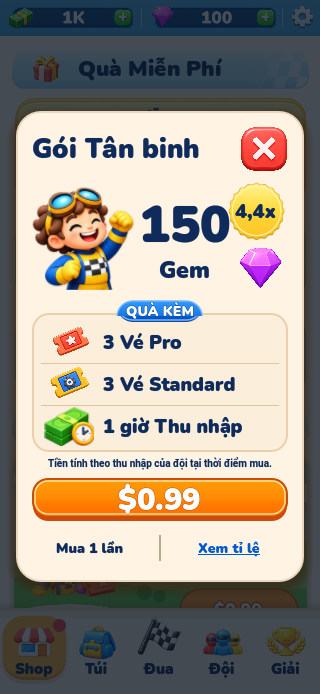 1K
100
Quà Miễn Phí
Gói Tân binh
150
4,4x
Gem
QUÀ KÈM
3 Vé Pro
3 Vé Standard
1 giờ Thu nhập
Tiền tính theo thu nhập của đội tại thời điểm mua.
$0.99
Mua 1 lần
Xem tỉ lệ
$0.99
Shop
Túi
Đua
Đội
Giải